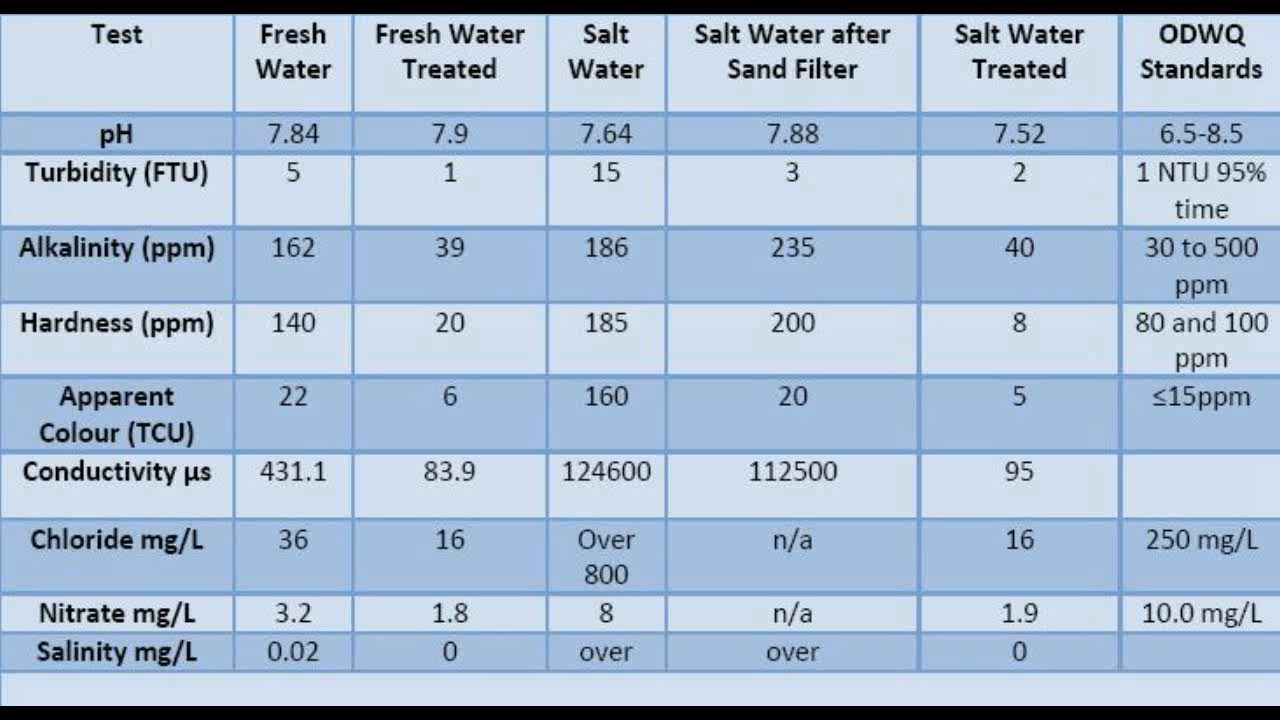 Test Fresh Water Fresh Water Treated Salt Water Salt Water after Sand Filter Salt Water Treated ODWQ Standards
pH 7.84 7.9 7.64 7.88 7.52 6.5-8.5
Turbidity (FTU) 5 1 15 3 2 1 NTU 95% time
Alkalinity (ppm) 162 39 186 235 40 30 to 500 ppm
Hardness (ppm) 140 20 185 200 8 80 and 100 ppm
Apparent Colour (TCU) 22 6 160 20 5 ≤15ppm
Conductivity µs 431.1 83.9 124600 112500 95
Chloride mg/L 36 16 Over 800 n/a 16 250 mg/L
Nitrate mg/L 3.2 1.8 8 n/a 1.9 10.0 mg/L
Salinity mg/L 0.02 0 over over 0